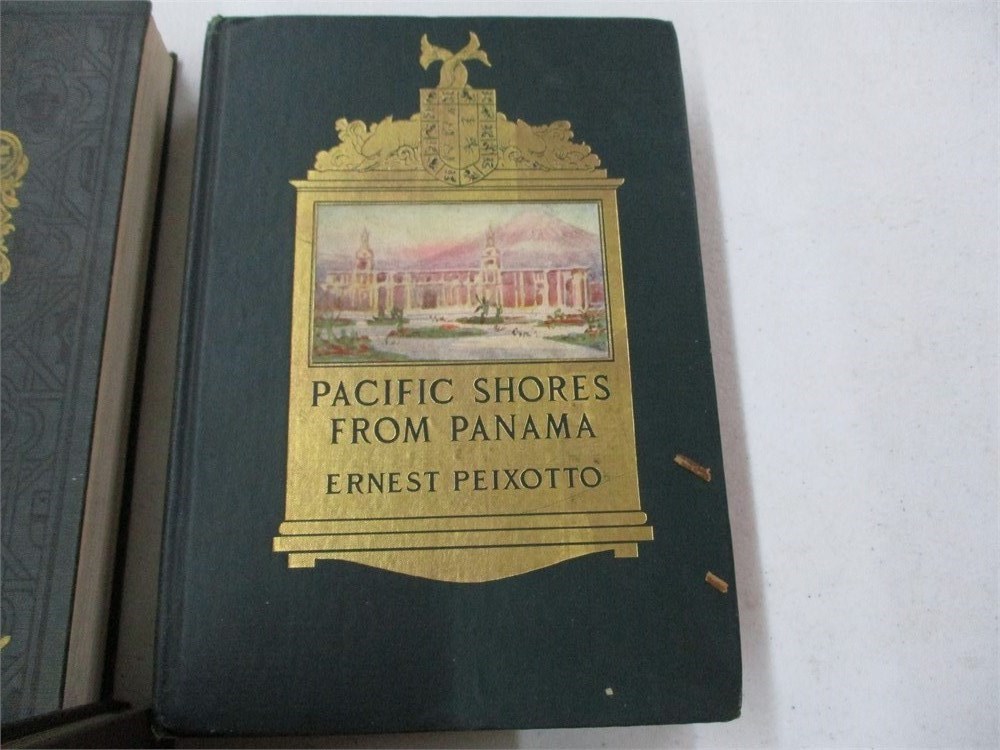 PACIFIC SHORES
FROM PANAMA
ERNEST PEIXOTTO